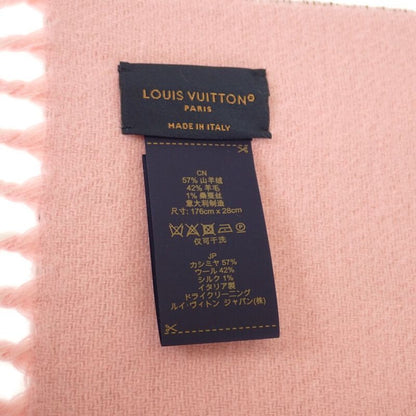 LOUIS VUITTON
PARIS
MADE IN ITALY
CN
57% 山羊绒
42% 羊毛
1% 桑蚕丝
意大利制造
尺寸: 176cm x 28cm
仅可干洗
JP
カシミヤ 57%
ウール 42%
シルク 1%
イタリア製
ドライクリーニング
ルイ・ヴィトン ジャパン(株)